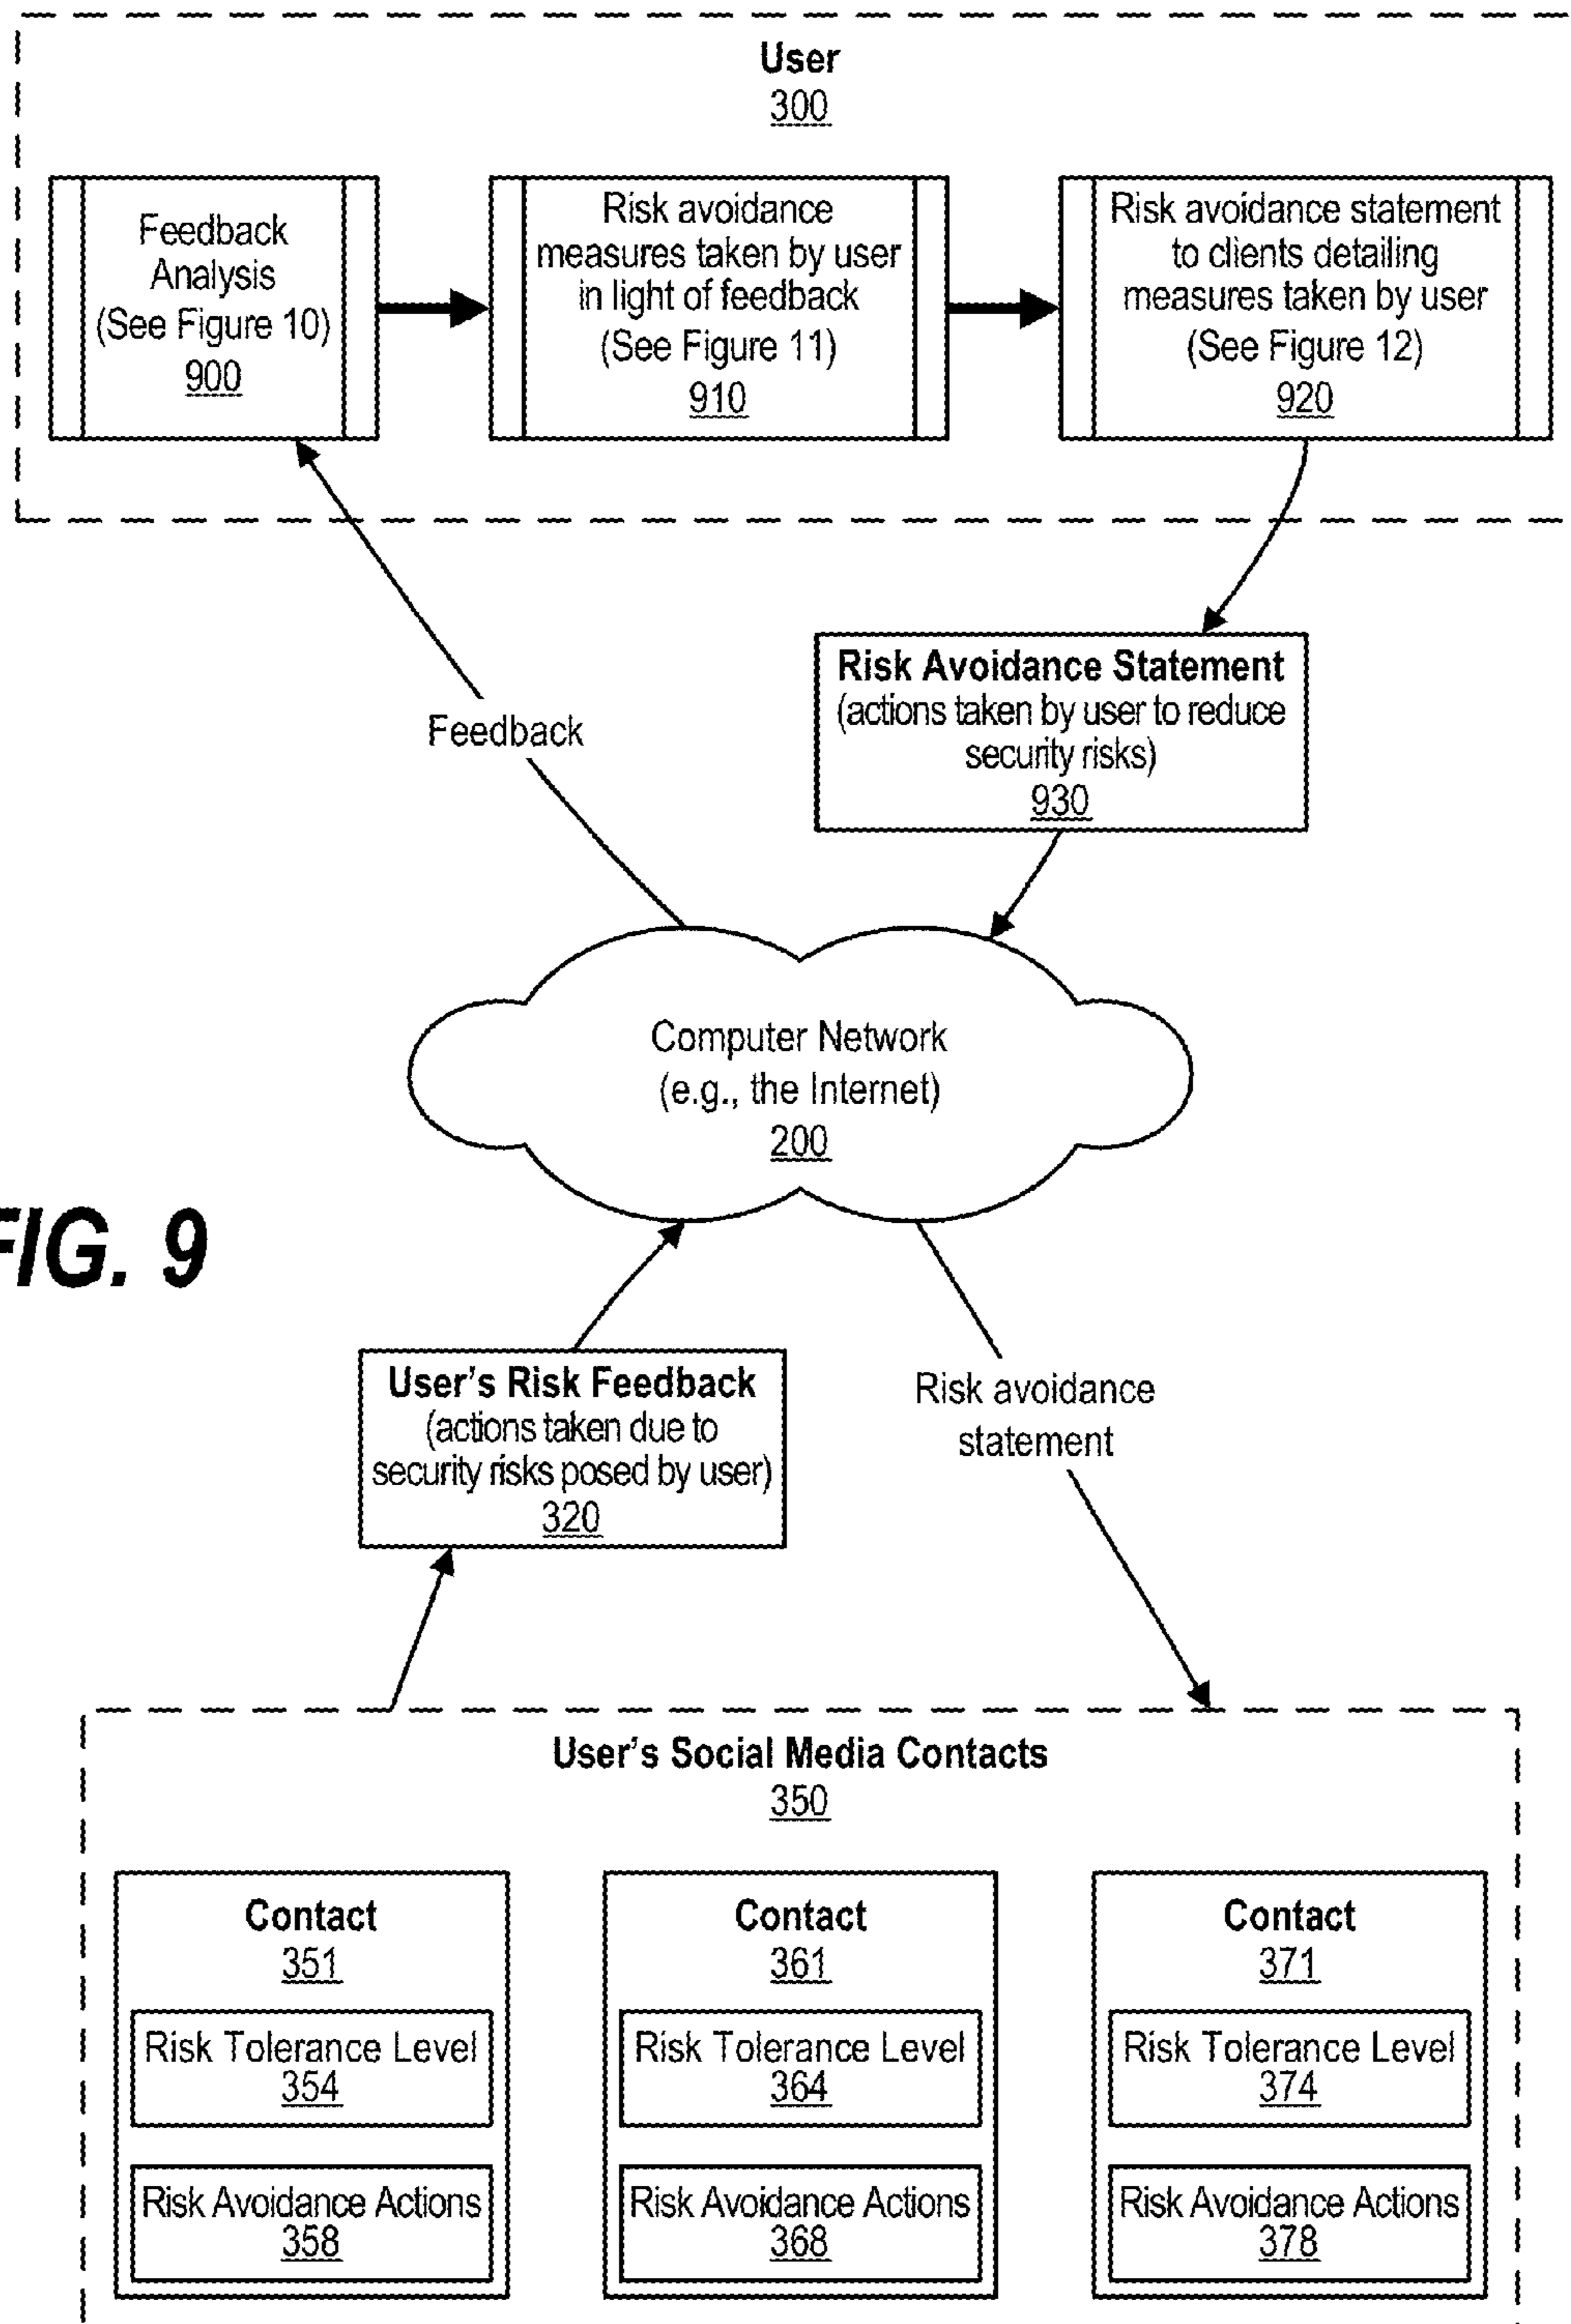 User
300
Feedback
Analysis
(See Figure 10)
900
Risk avoidance
measures taken by user
in light of feedback
(See Figure 11)
910
Risk avoidance statement
to clients detailing
measures taken by user
(See Figure 12)
920
Feedback
Risk Avoidance Statement
(actions taken by user to reduce
security risks)
930
Computer Network
(e.g., the Internet)
200
FIG. 9
User's Risk Feedback
(actions taken due to
security risks posed by user)
320
Risk avoidance
statement
User's Social Media Contacts
350
Contact
351
Risk Tolerance Level
354
Risk Avoidance Actions
358
Contact
361
Risk Tolerance Level
364
Risk Avoidance Actions
368
Contact
371
Risk Tolerance Level
374
Risk Avoidance Actions
378